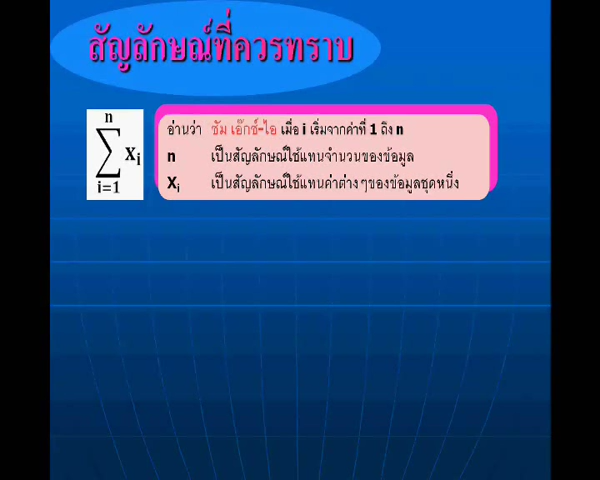 สัญลักษณ์ที่ควรทราบ
n
∑ Xi
i=1
อ่านว่า ซัม เอ๊กซ์-ไอ เมื่อ i เริ่มจากค่าที่ 1 ถึง n
n เป็นสัญลักษณ์ใช้แทนจำนวนของข้อมูล
Xi เป็นสัญลักษณ์ใช้แทนค่าต่าง ๆของข้อมูลชุดหนึ่ง